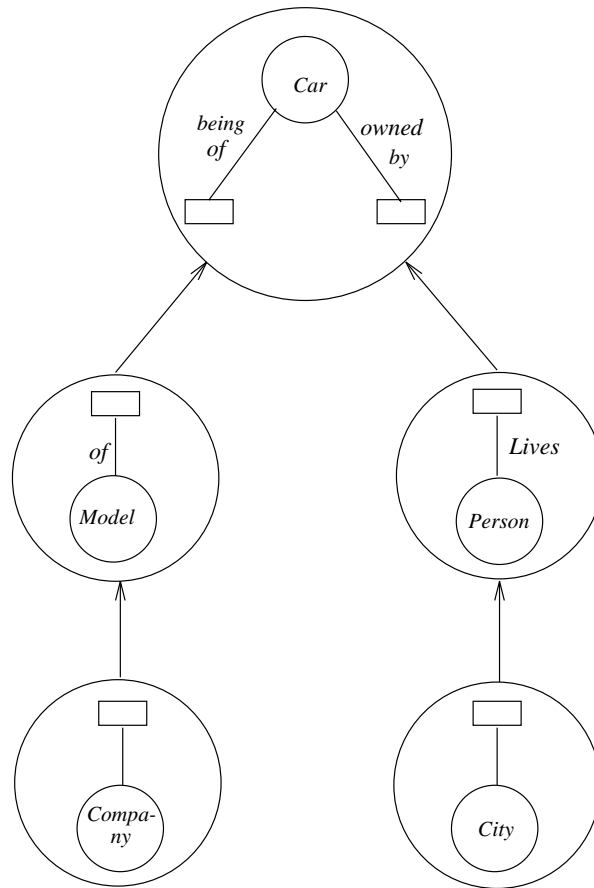 Car
being
of
owned
by
of
Lives
Model
Person
Compa-
ny
City